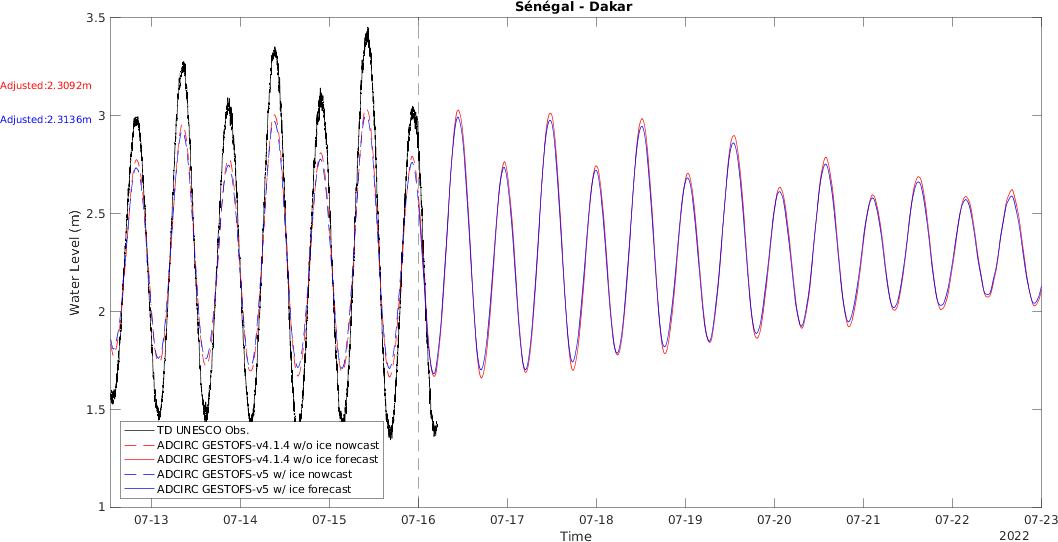 Sénégal - Dakar
Adjusted:2.3092m
Adjusted:2.3136m
Water Level (m)
3.5
3
2.5
2
1.5
1
TD UNESCO Obs.
ADCIRC GESTOFS-v4.1.4 w/o ice nowcast
ADCIRC GESTOFS-v4.1.4 w/o ice forecast
ADCIRC GESTOFS-v5 w/ ice nowcast
ADCIRC GESTOFS-v5 w/ ice forecast
07-13 07-14 07-15 07-16 07-17 07-18 07-19 07-20 07-21 07-22 07-23
Time
2022